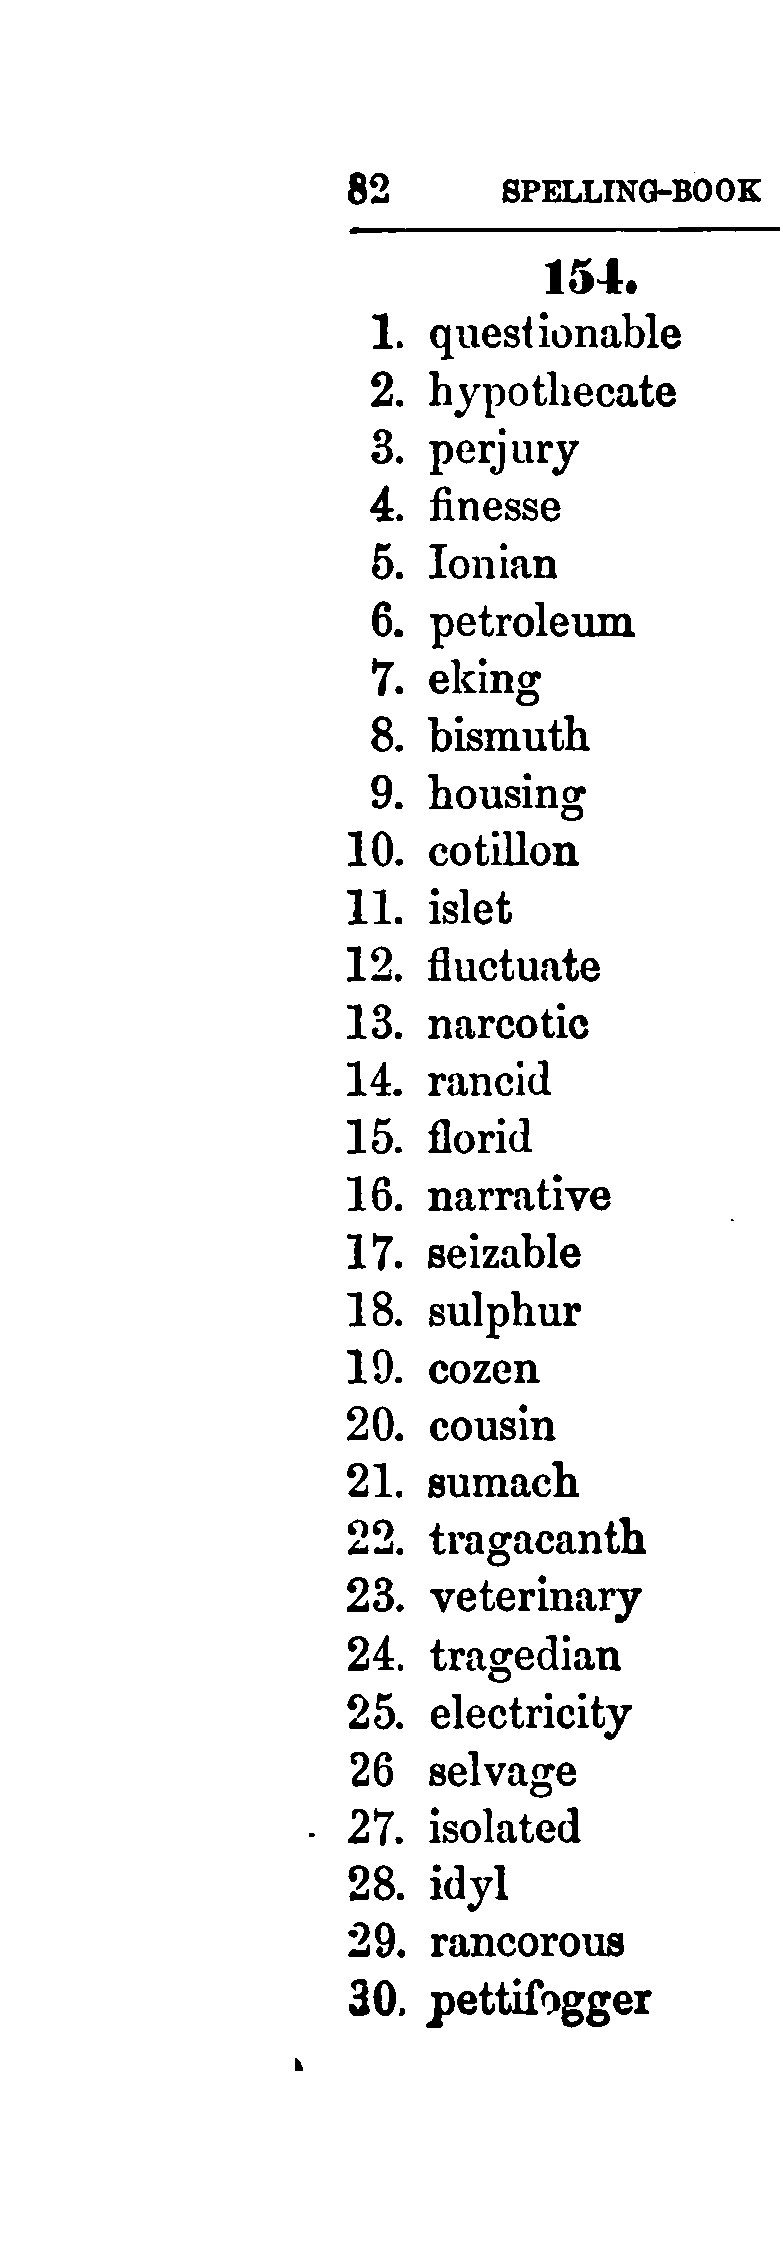 82 SPELLING-BOOK
154.
1. questionable
2. hypothecate
3. perjury
4. finesse
5. Ionian
6. petroleum
7. eking
8. bismuth
9. housing
10. cotillon
11. islet
12. fluctuate
13. narcotic
14. rancid
15. florid
16. narrative
17. seizable
18. sulphur
19. cozen
20. cousin
21. sumach
22. tragacanth
23. veterinary
24. tragedian
25. electricity
26 selvage
27. isolated
28. idyl
29. rancorous
30. pettifogger